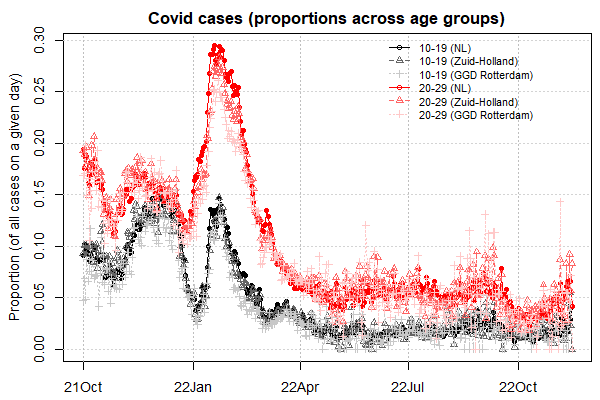 Covid cases (proportions across age groups)
Proportion (of all cases on a given day)
0.30
0.25
0.20
0.15
0.10
0.05
0.00
10-19 (NL)
10-19 (Zuid-Holland)
10-19 (GGD Rotterdam)
20-29 (NL)
20-29 (Zuid-Holland)
20-29 (GGD Rotterdam)
21Oct 22Jan 22Apr 22Jul 22Oct